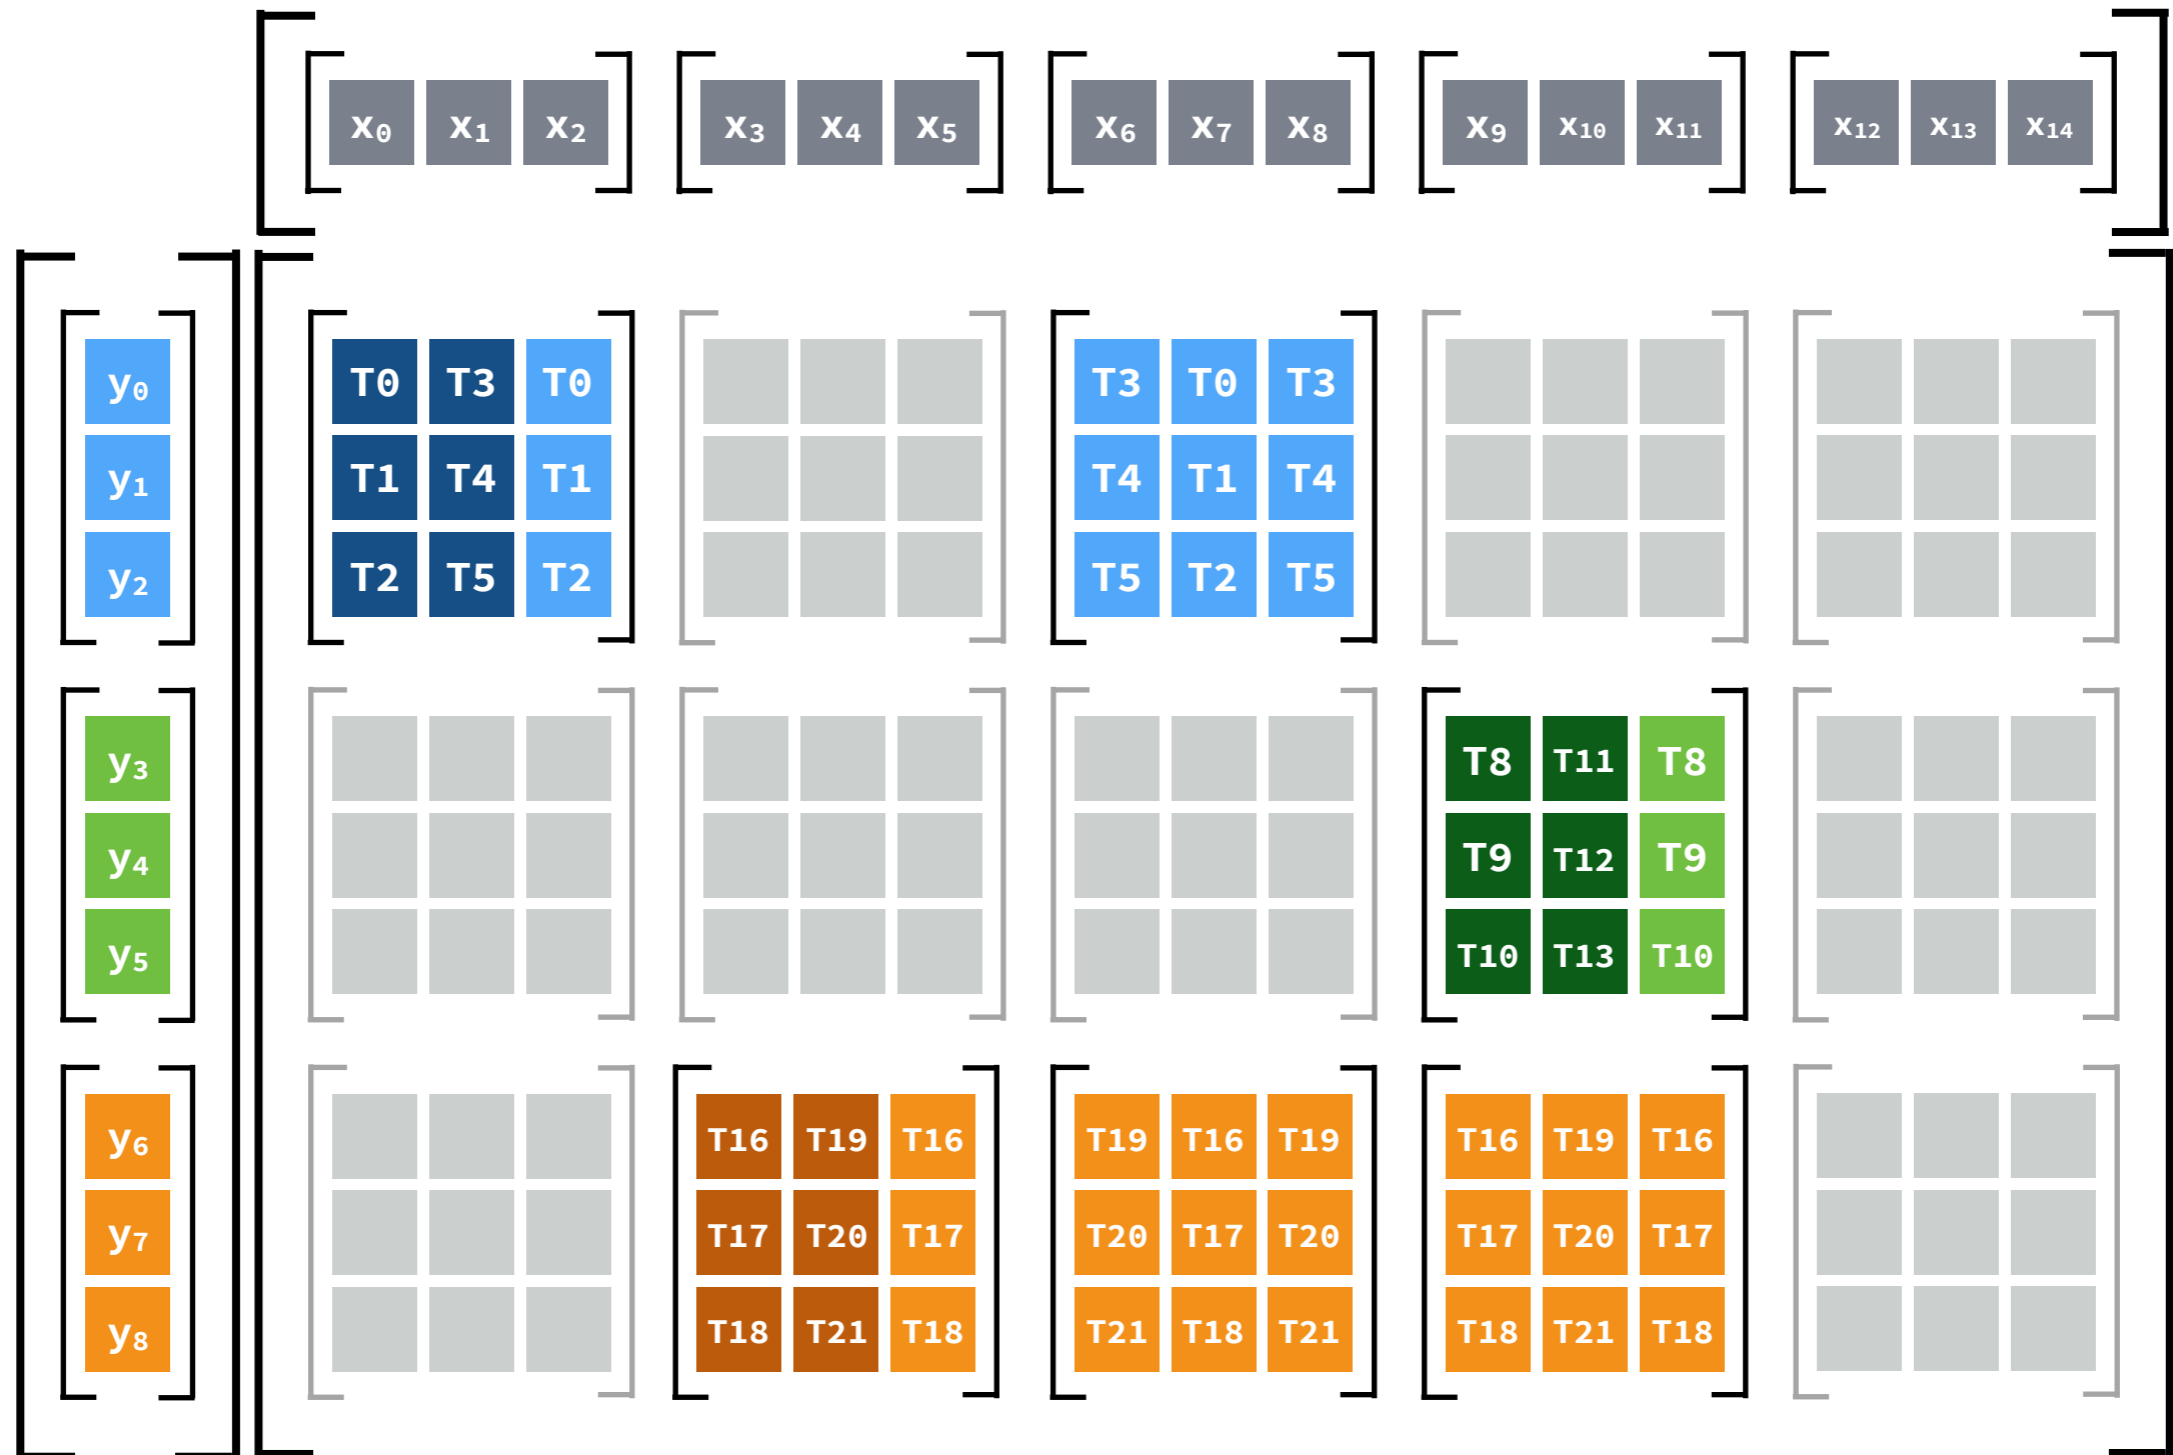 x₀ x₁ x₂ x₃ x₄ x₅ x₆ x₇ x₈ x₉ x₁₀ x₁₁ x₁₂ x₁₃ x₁₄
y₀ T0 T3 T0 T3 T0 T3
y₁ T1 T4 T1 T4 T1 T4
y₂ T2 T5 T2 T5 T2 T5
y₃ T8 T11 T8
y₄ T9 T12 T9
y₅ T10 T13 T10
y₆ T16 T19 T16 T19 T16 T19 T16 T19 T16
y₇ T17 T20 T17 T20 T17 T20 T17 T20 T17
y₈ T18 T21 T18 T21 T18 T21 T18 T21 T18